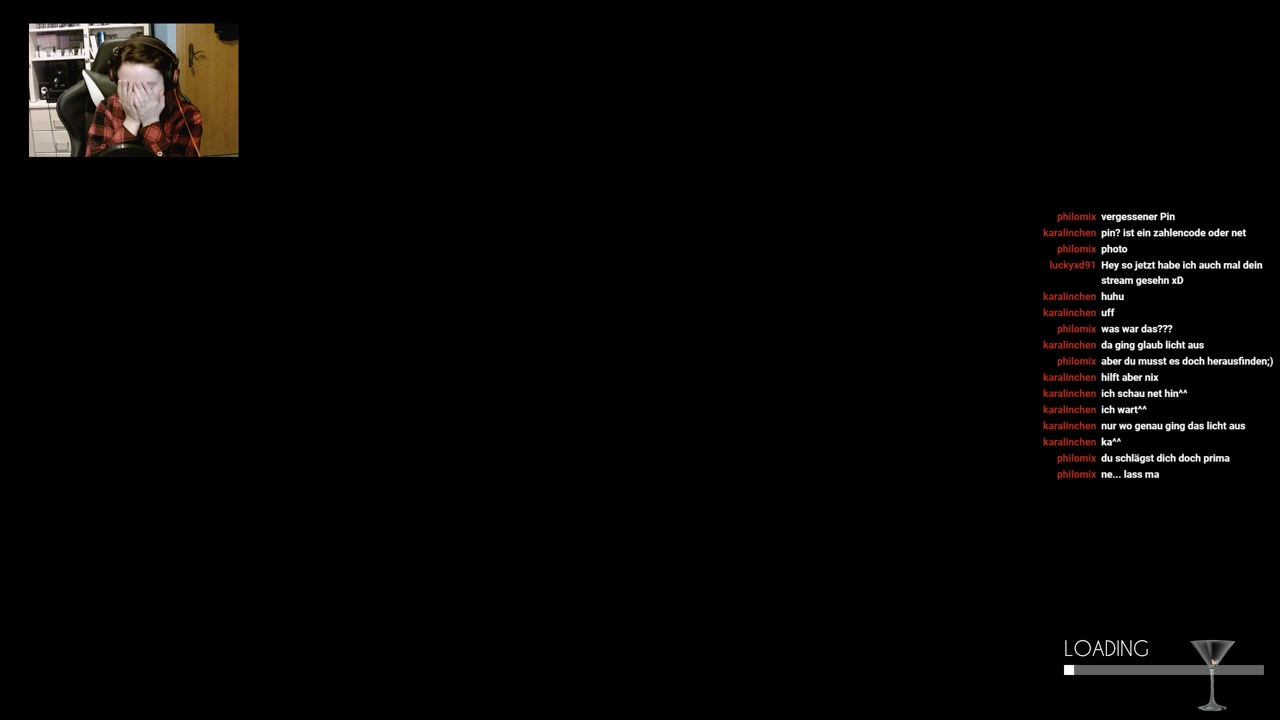 philomix vergessener Pin
karalinchen pin? ist ein zahlencode oder net
philomix photo
luckyxd91 Hey so jetzt habe ich auch mal dein
stream gesehn xD
karalinchen huhu
karalinchen uff
philomix was war das???
karalinchen da ging glaub licht aus
philomix aber du musst es doch herausfinden;)
karalinchen hilft aber nix
karalinchen ich schau net hin^^
karalinchen ich wart^^
karalinchen nur wo genau ging das licht aus
karalinchen ka^^
philomix du schlägst dich doch prima
philomix ne... lass ma
LOADING